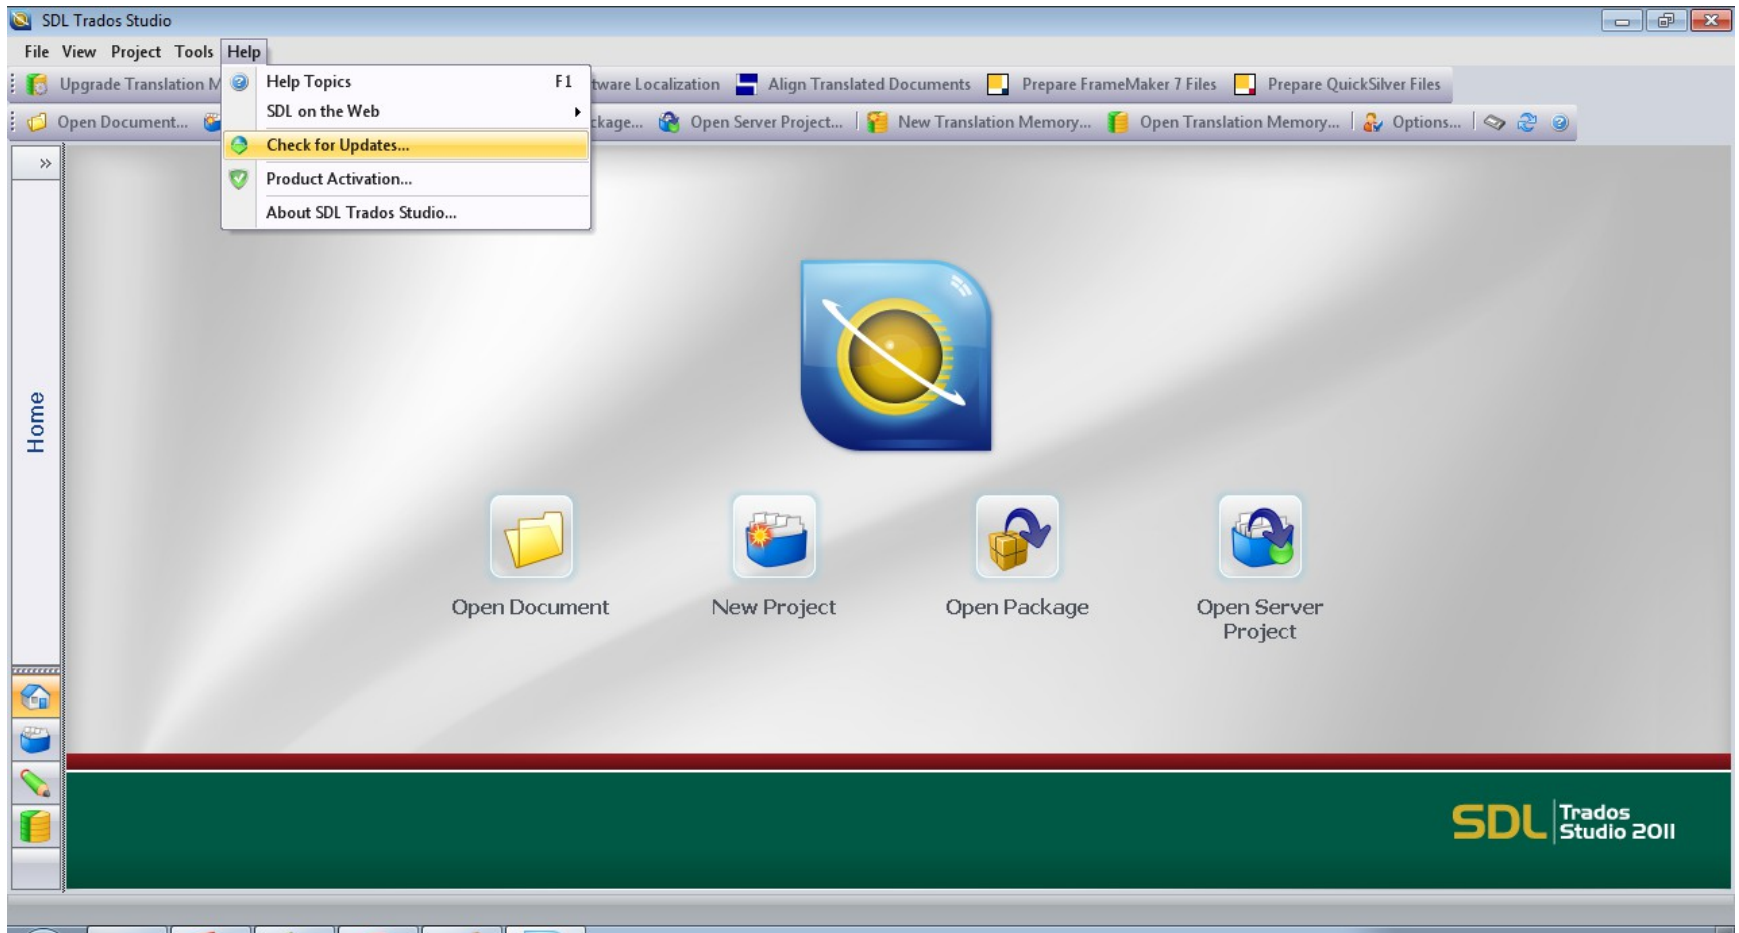 SDL Trados Studio
File View Project Tools Help
Upgrade Translation M
tware Localization Align Translated Documents Prepare FrameMaker 7 Files Prepare QuickSilver Files
Open Document...
ckage... Open Server Project... New Translation Memory... Open Translation Memory... Options...
Help Topics F1
SDL on the Web
Check for Updates...
Product Activation...
About SDL Trados Studio...
Home
Open Document
New Project
Open Package
Open Server
Project
SDL Trados
Studio 2011